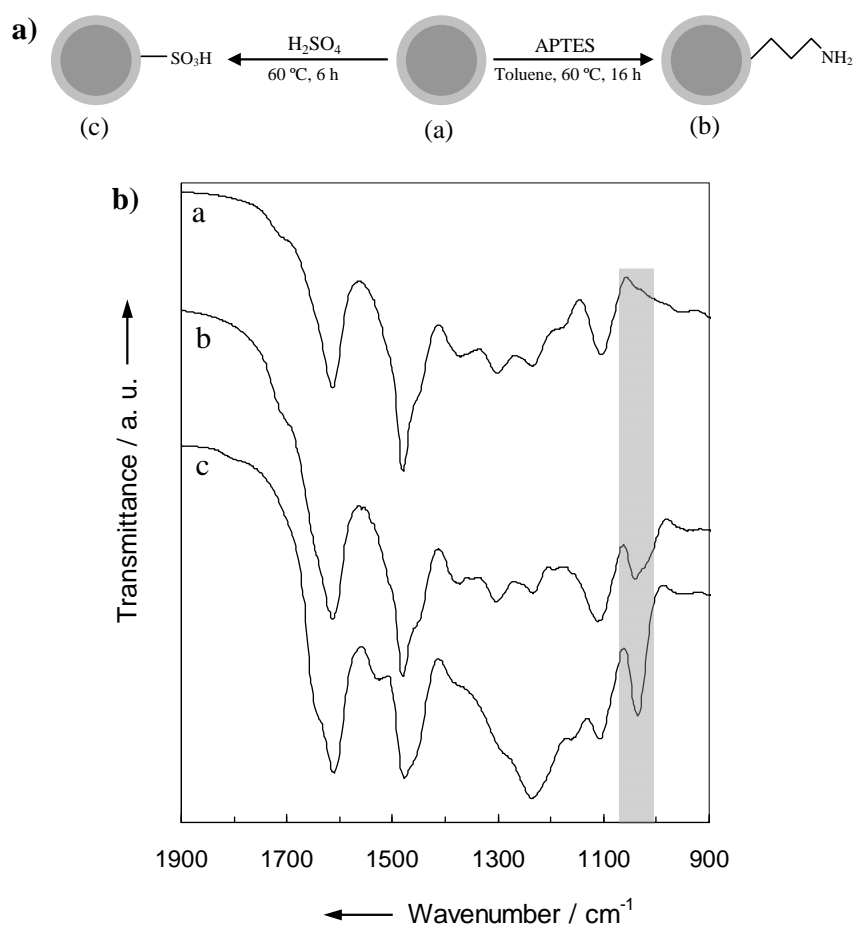 a)
SO₃H
H₂SO₄
60 ºC, 6 h
APTES
Toluene, 60 ºC, 16 h
NH₂
(c)
(a)
(b)
b)
a
b
c
Transmittance / a. u.
1900 1700 1500 1300 1100 900
Wavenumber / cm⁻¹